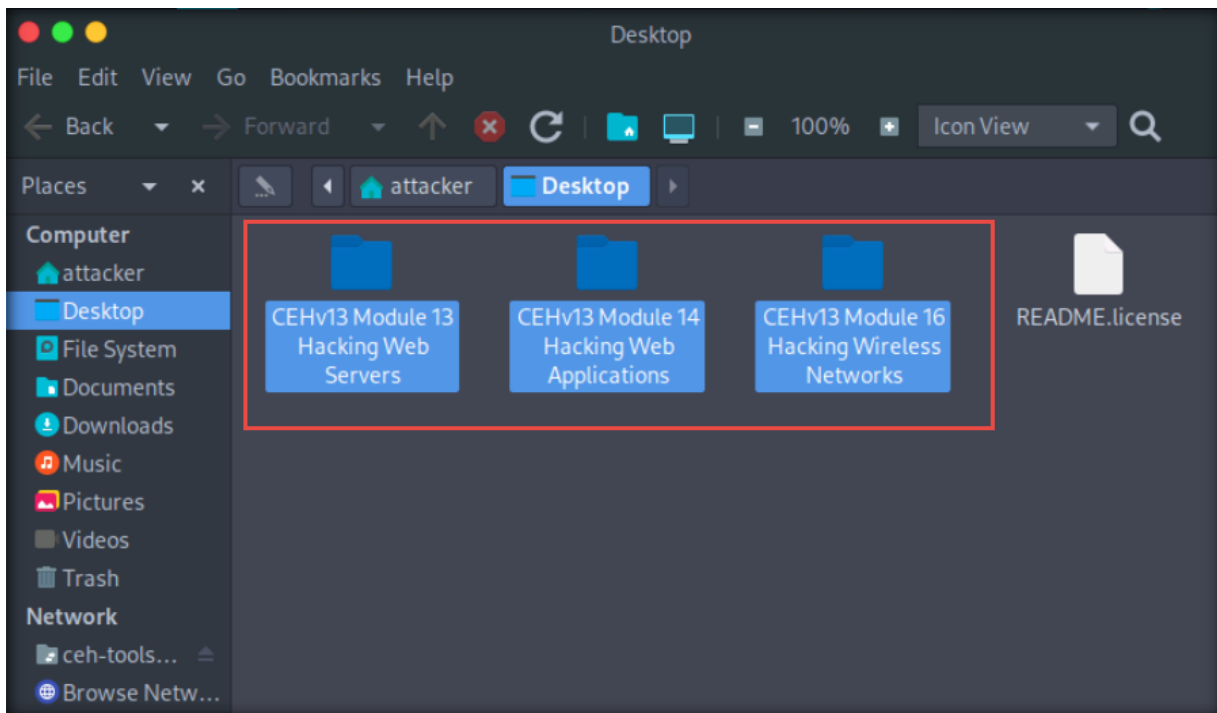 Desktop
File Edit View Go Bookmarks Help
Back Forward 100% Icon View
Places attacker Desktop
Computer
attacker
Desktop
File System
Documents
Downloads
Music
Pictures
Videos
Trash
Network
ceh-tools...
Browse Netw...
CEHv13 Module 13
Hacking Web
Servers
CEHv13 Module 14
Hacking Web
Applications
CEHv13 Module 16
Hacking Wireless
Networks
README.license